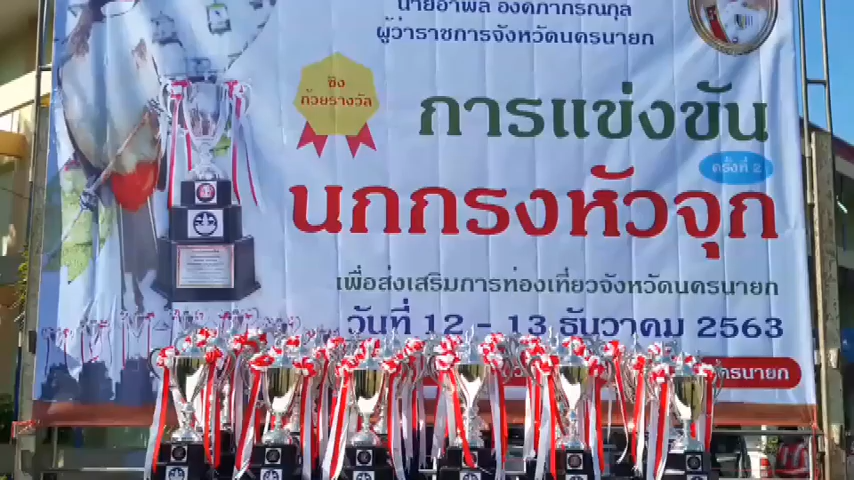 นายอำพล อังคภากรณ์กุล
ผู้ว่าราชการจังหวัดนครนายก
ชิง
ถ้วยรางวัล
การแข่งขัน
ครั้งที่ 2
นกกรงหัวจุก
เพื่อส่งเสริมการท่องเที่ยวจังหวัดนครนายก
วันที่ 12 - 13 ธันวาคม 2563
นครนายก